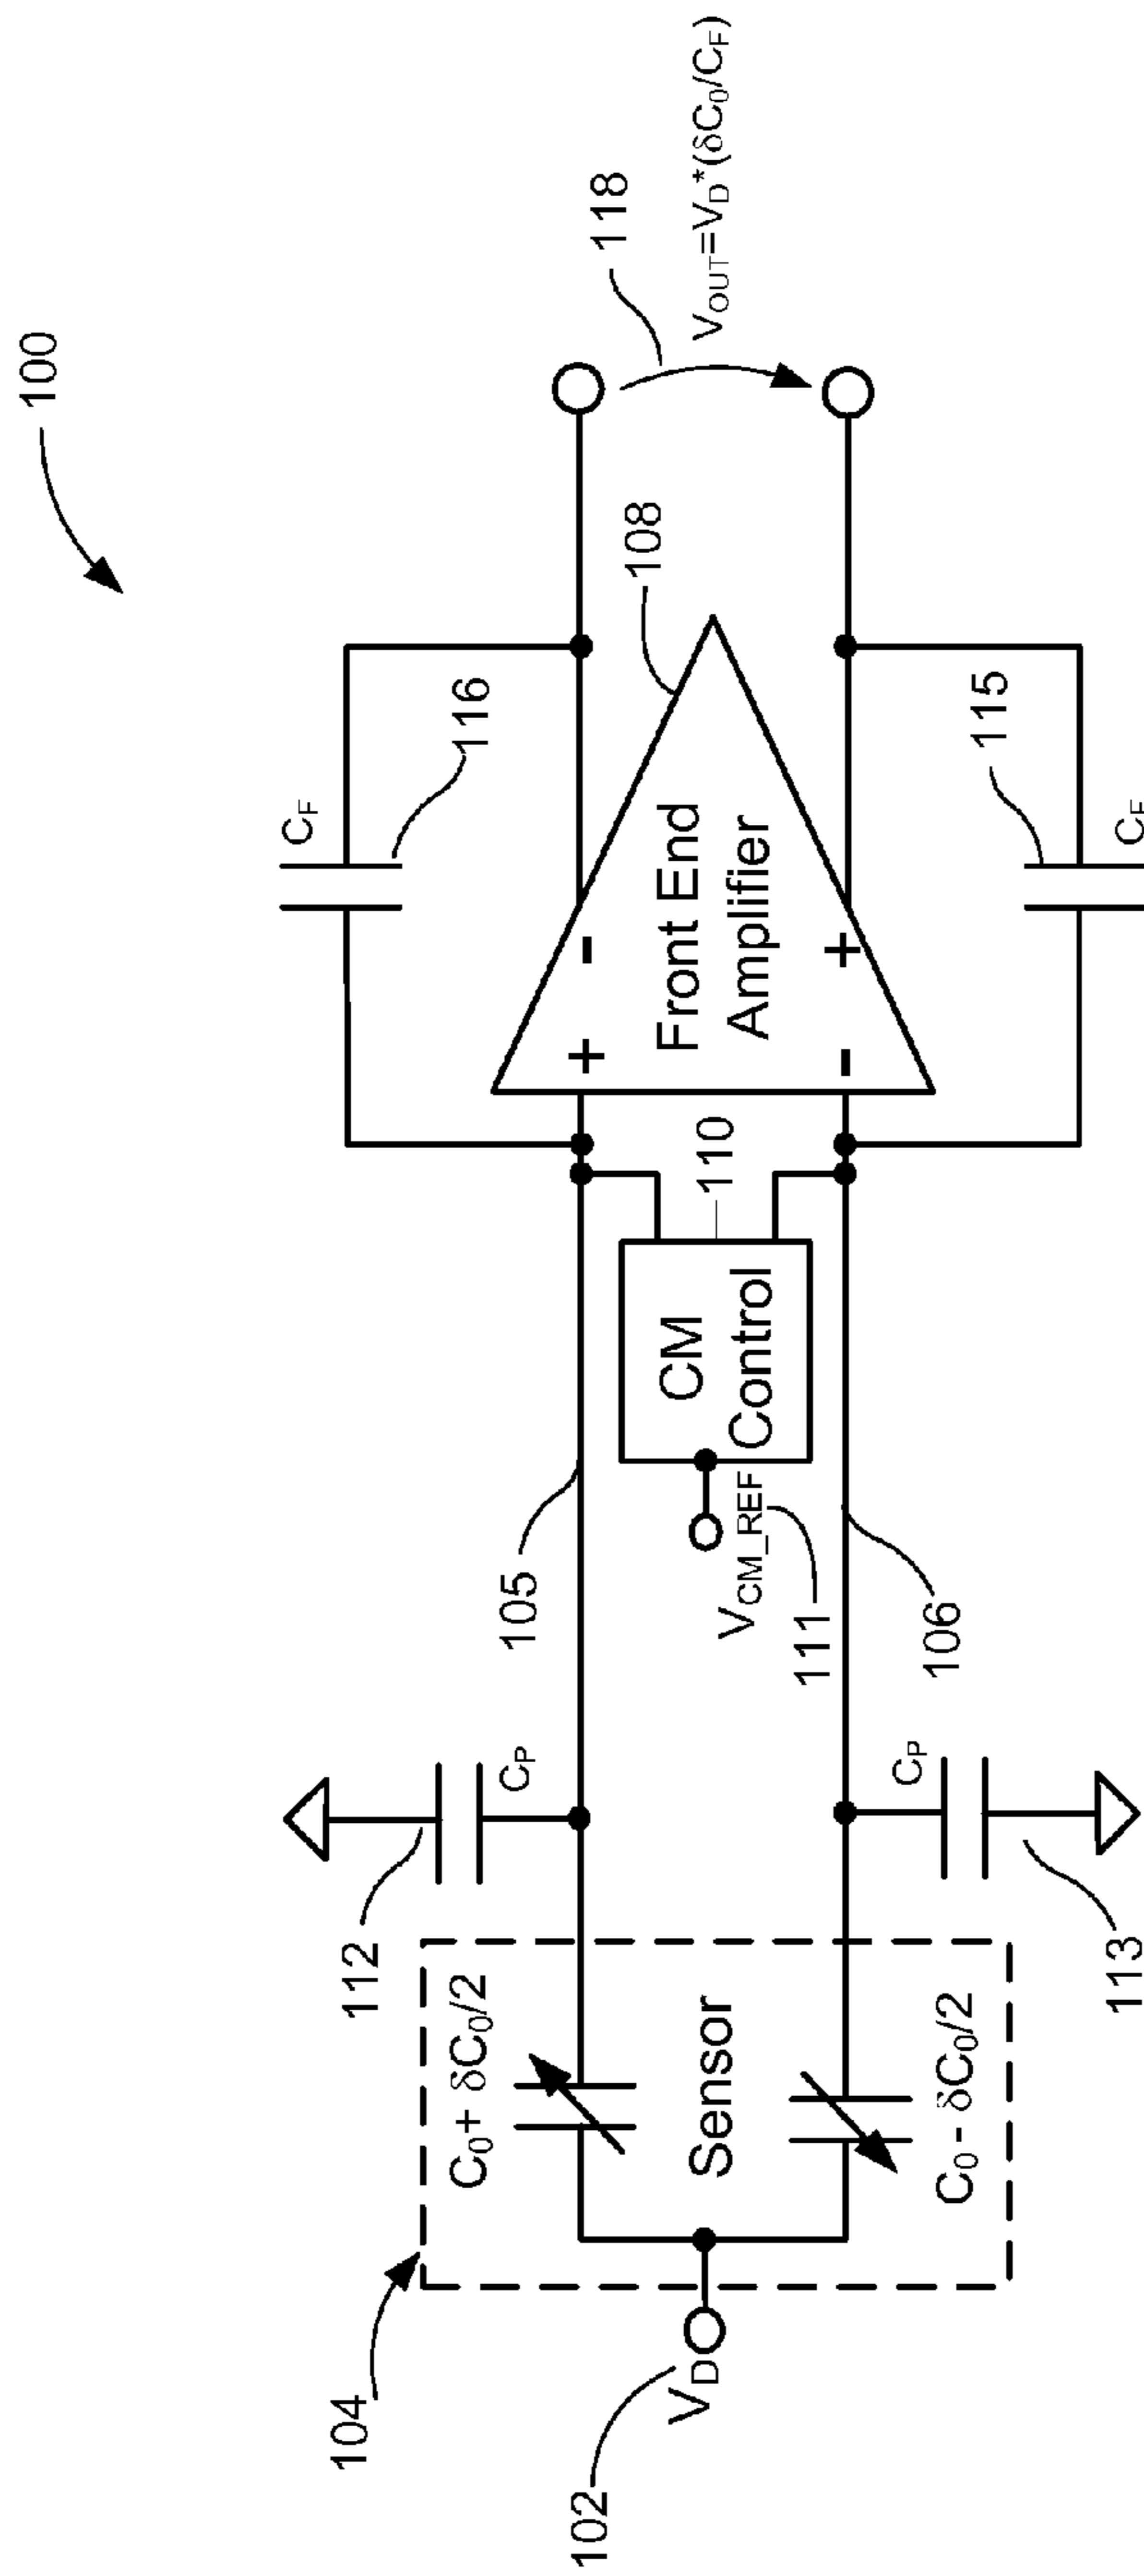 100
118
V_OUT=V_D*(δC_0/C_F)
C_F
116
108
- +
Front End
Amplifier
+ -
115
C_F
110
CM
Control
105
V_CM_REF
111
106
C_P
112
C_P
113
C_0+ δC_0/2
Sensor
C_0 - δC_0/2
104
V_D
102